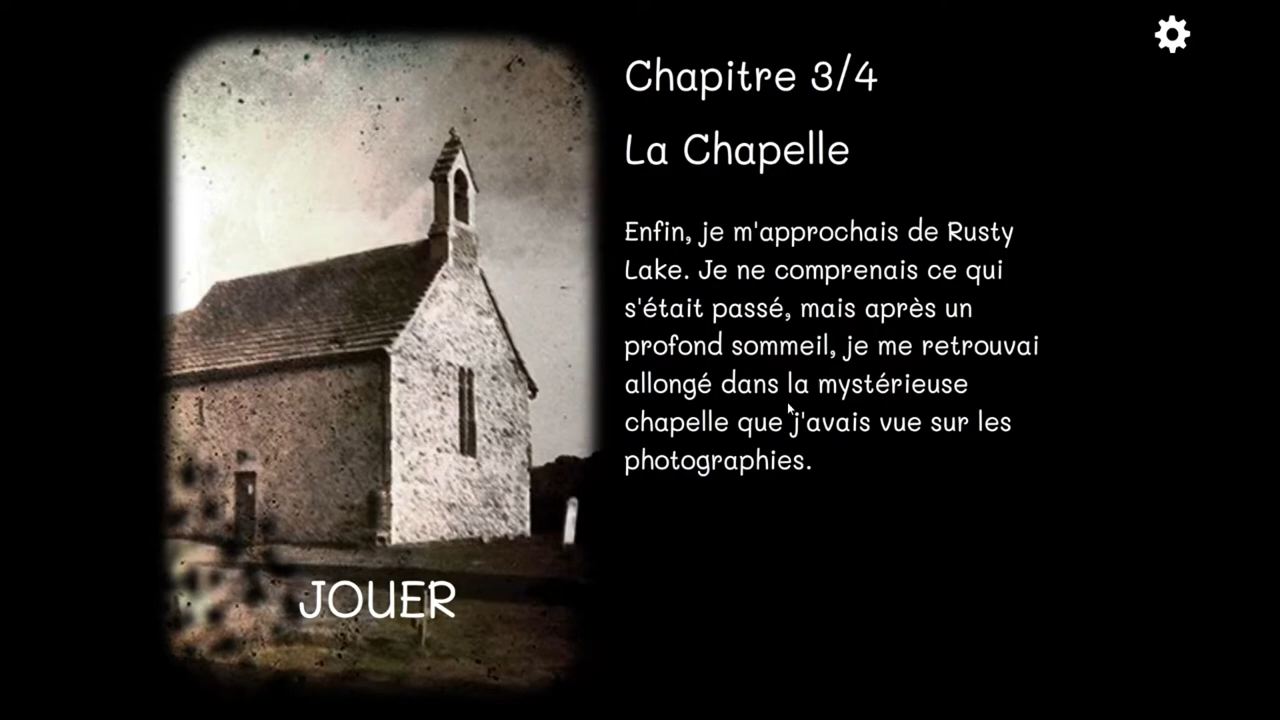 Chapitre 3/4
La Chapelle
Enfin, je m'approchais de Rusty
Lake. Je ne comprenais ce qui
s'était passé, mais après un
profond sommeil, je me retrouvai
allongé dans la mystérieuse
chapelle que j'avais vue sur les
photographies.
JOUER